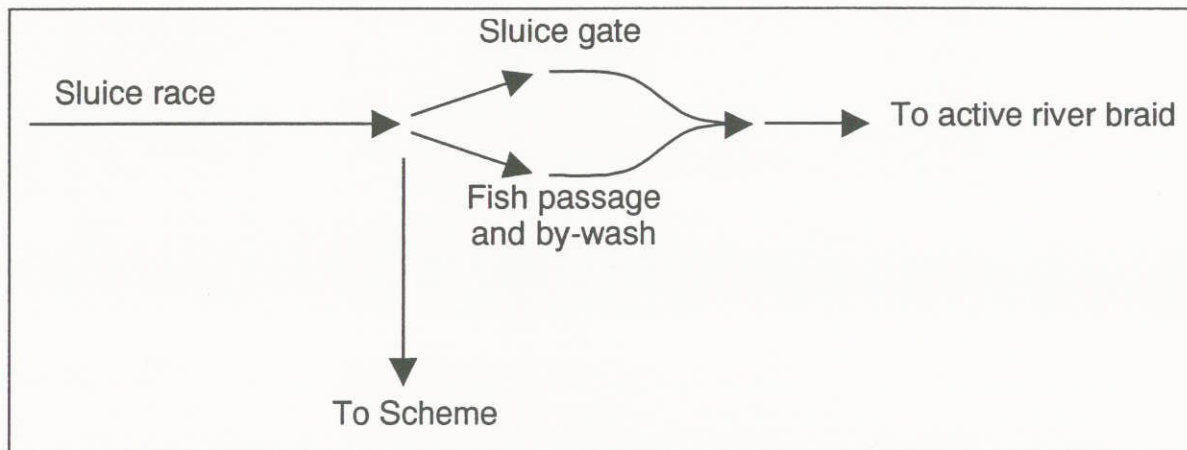 Sluice gate
Sluice race
To active river braid
Fish passage
and by-wash
To Scheme